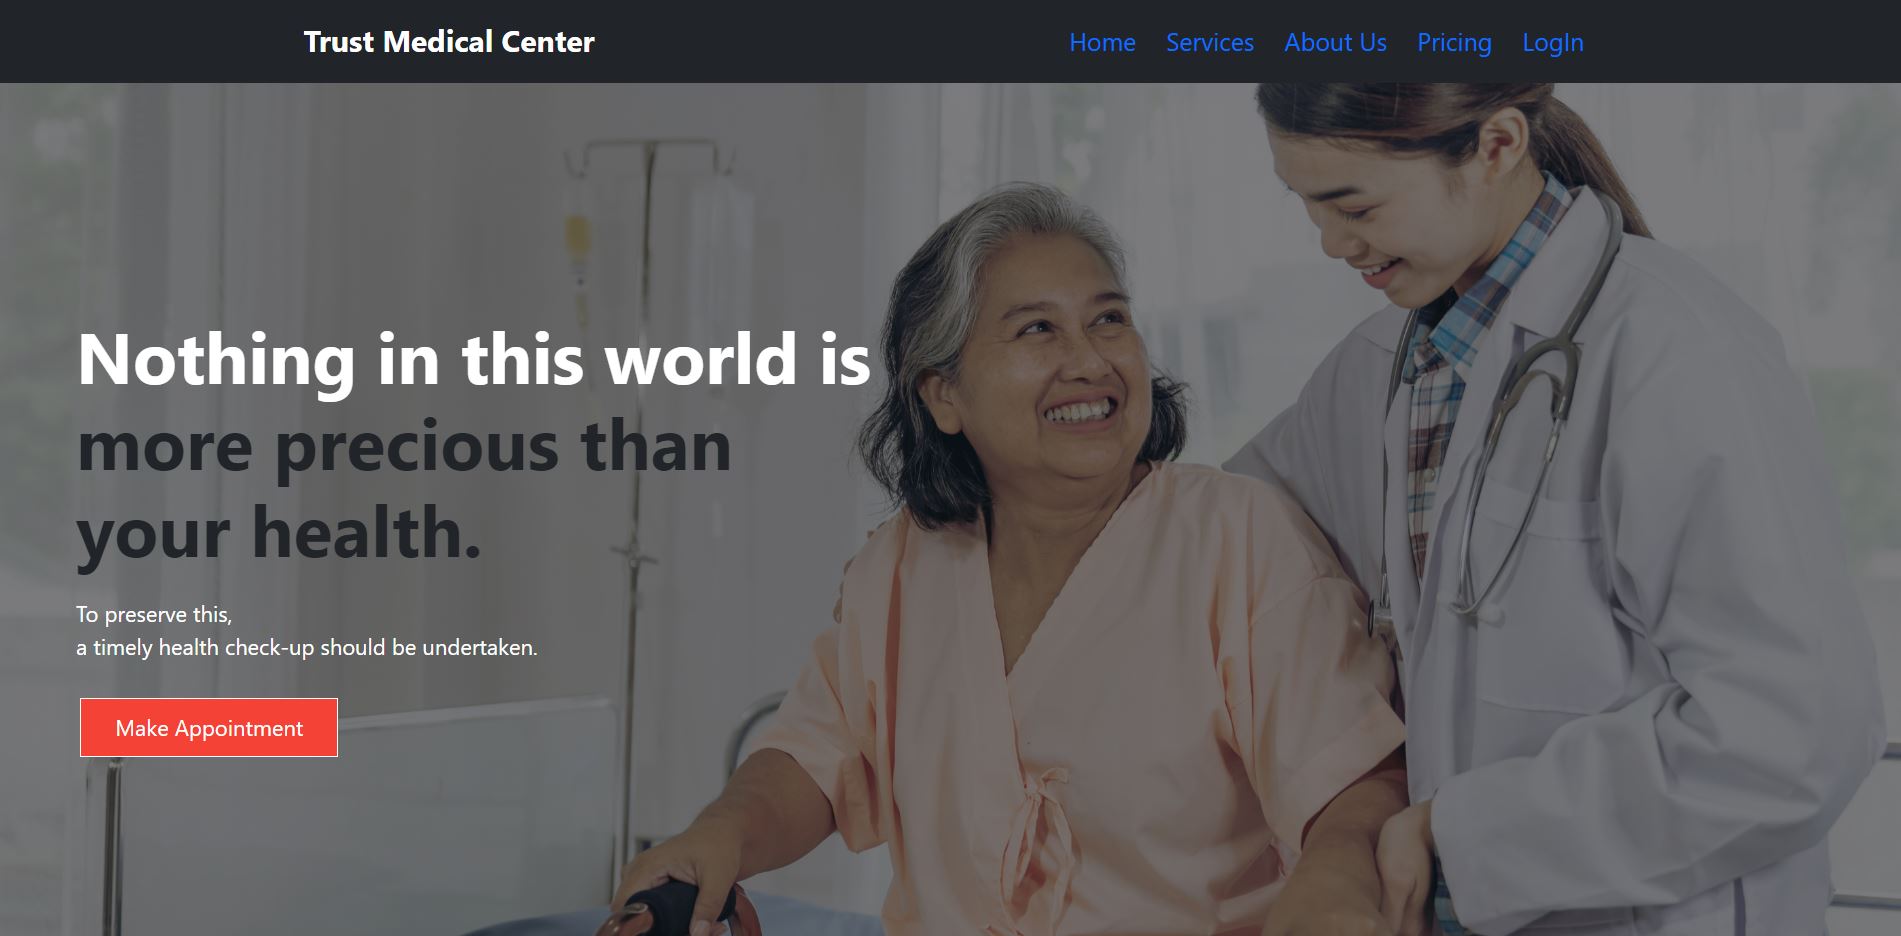 Trust Medical Center
Home Services About Us Pricing LogIn
Nothing in this world is
more precious than
your health.
To preserve this,
a timely health check-up should be undertaken.
Make Appointment